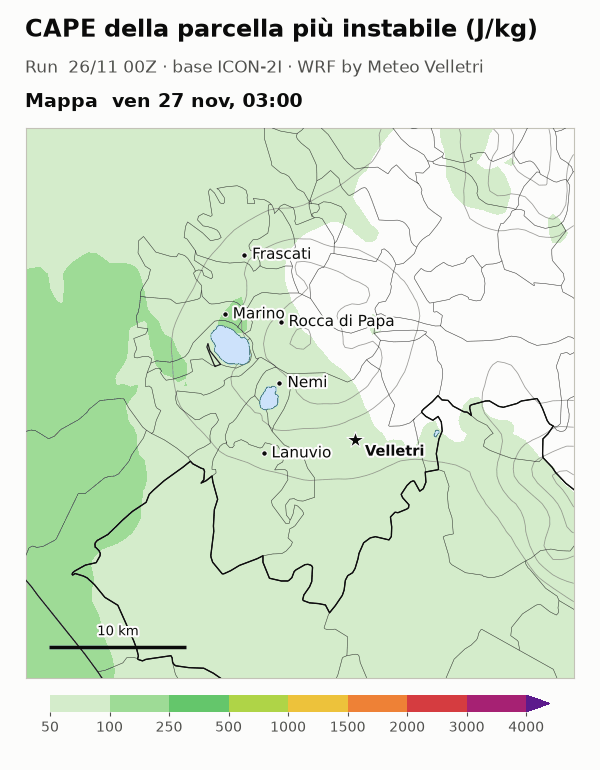 CAPE della parcella più instabile (J/kg)
Run  26/11 00Z · base ICON-2I · WRF by Meteo Velletri
Mappa  ven 27 nov, 03:00
Frascati
Marino
Rocca di Papa
Nemi
Velletri
Lanuvio
10 km
50 100 250 500 1000 1500 2000 3000 4000